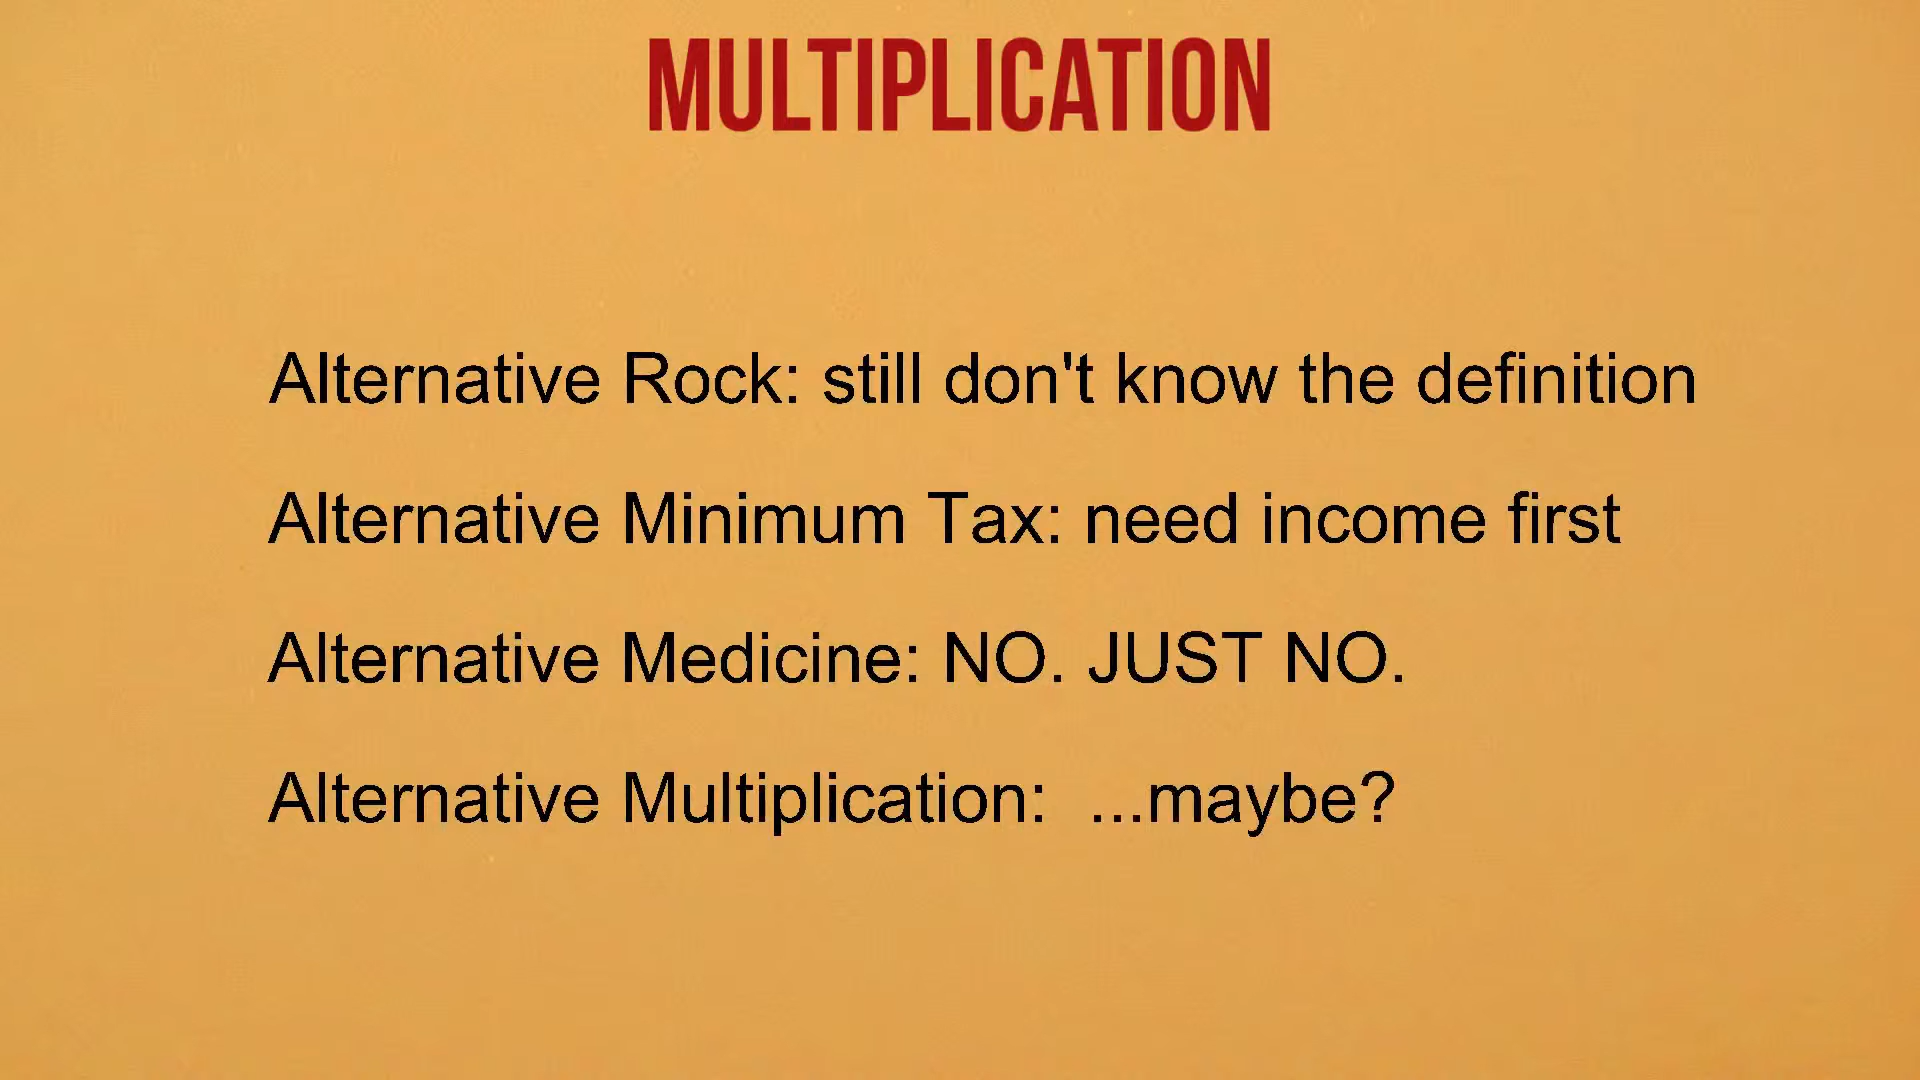 MULTIPLICATION
Alternative Rock: still don't know the definition
Alternative Minimum Tax: need income first
Alternative Medicine: NO. JUST NO.
Alternative Multiplication:  ...maybe?